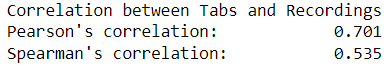 Correlation between Tabs and Recordings
Pearson's correlation: 0.701
Spearman's correlation: 0.535